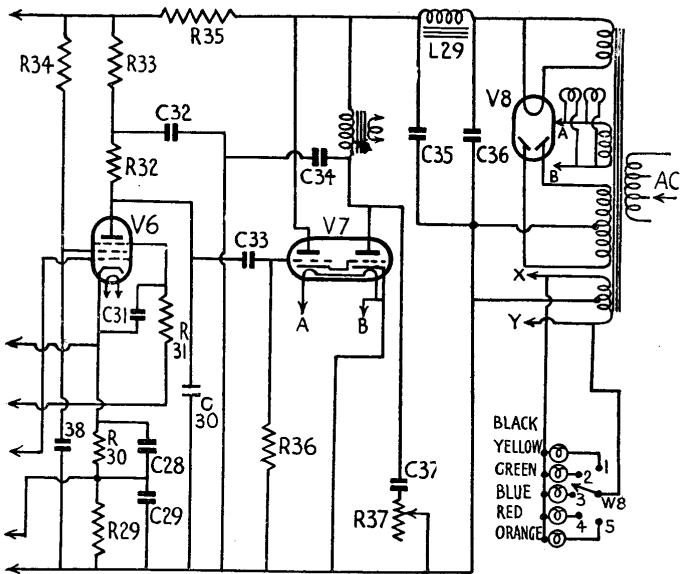 R35
R34
R33
L29
C32
V8
A
R32
C34
C35
C36
B
AC
V6
V7
C33
X
C31
R
31
A
B
Y
C
30
BLACK
38
R
30
R36
YELLOW
1
C28
C37
GREEN
2
BLUE
3
W8
C29
R37
RED
4
5
R29
ORANGE